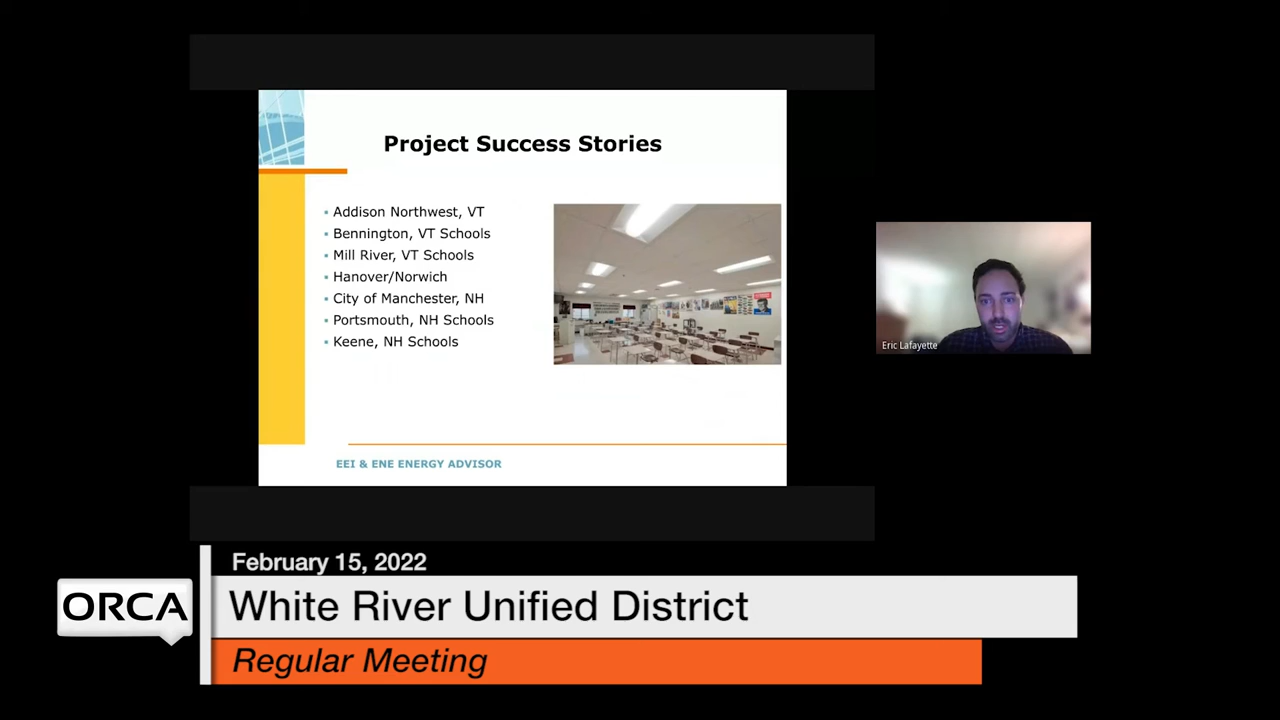 Project Success Stories
Addison Northwest, VT
Bennington, VT Schools
Mill River, VT Schools
Hanover/Norwich
City of Manchester, NH
Portsmouth, NH Schools
Keene, NH Schools
EEI & ENE ENERGY ADVISOR
Eric Lafayette
February 15, 2022
ORCA
White River Unified District
Regular Meeting